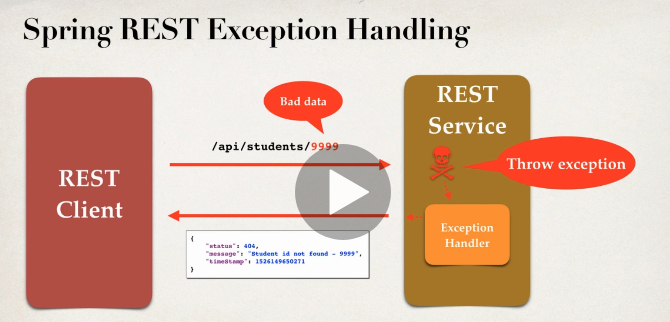 Spring REST Exception Handling
REST
Client
Bad data
/api/students/9999
REST
Service
Throw exception
Exception
Handler
{
"status": 404,
"message": "Student id not found - 9999",
"timeStamp": 1526149650271
}